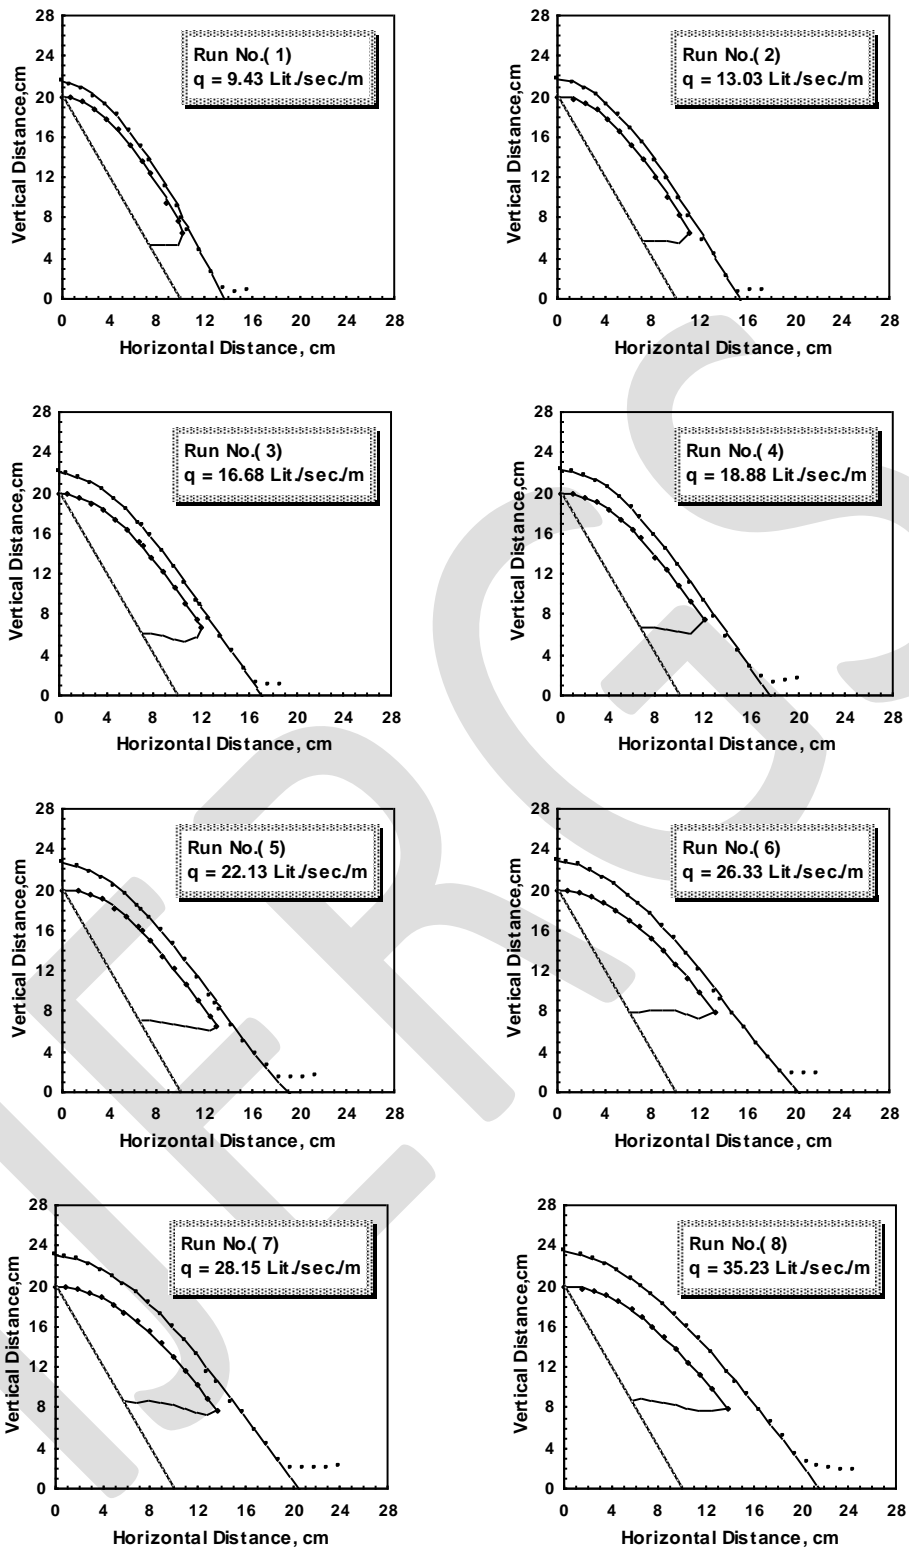 28
24
20
16
12
8
4
0
Vertical Distance,cm
Run No.( 1)
q = 9.43 Lit./sec./m
0 4 8 12 16 20 24 28
Horizontal Distance, cm
28
24
20
16
12
8
4
0
Vertical Distance,cm
Run No.( 2)
q = 13.03 Lit./sec./m
0 4 8 12 16 20 24 28
Horizontal Distance, cm
28
24
20
16
12
8
4
0
Vertical Distance,cm
Run No.( 3)
q = 16.68 Lit./sec./m
0 4 8 12 16 20 24 28
Horizontal Distance, cm
28
24
20
16
12
8
4
0
Vertical Distance,cm
Run No.( 4)
q = 18.88 Lit./sec./m
0 4 8 12 16 20 24 28
Horizontal Distance, cm
28
24
20
16
12
8
4
0
Vertical Distance,cm
Run No.( 5)
q = 22.13 Lit./sec./m
0 4 8 12 16 20 24 28
Horizontal Distance, cm
28
24
20
16
12
8
4
0
Vertical Distance,cm
Run No.( 6)
q = 26.33 Lit./sec./m
0 4 8 12 16 20 24 28
Horizontal Distance, cm
28
24
20
16
12
8
4
0
Vertical Distance,cm
Run No.( 7)
q = 28.15 Lit./sec./m
0 4 8 12 16 20 24 28
Horizontal Distance, cm
28
24
20
16
12
8
4
0
Vertical Distance,cm
Run No.( 8)
q = 35.23 Lit./sec./m
0 4 8 12 16 20 24 28
Horizontal Distance, cm
IJERGS